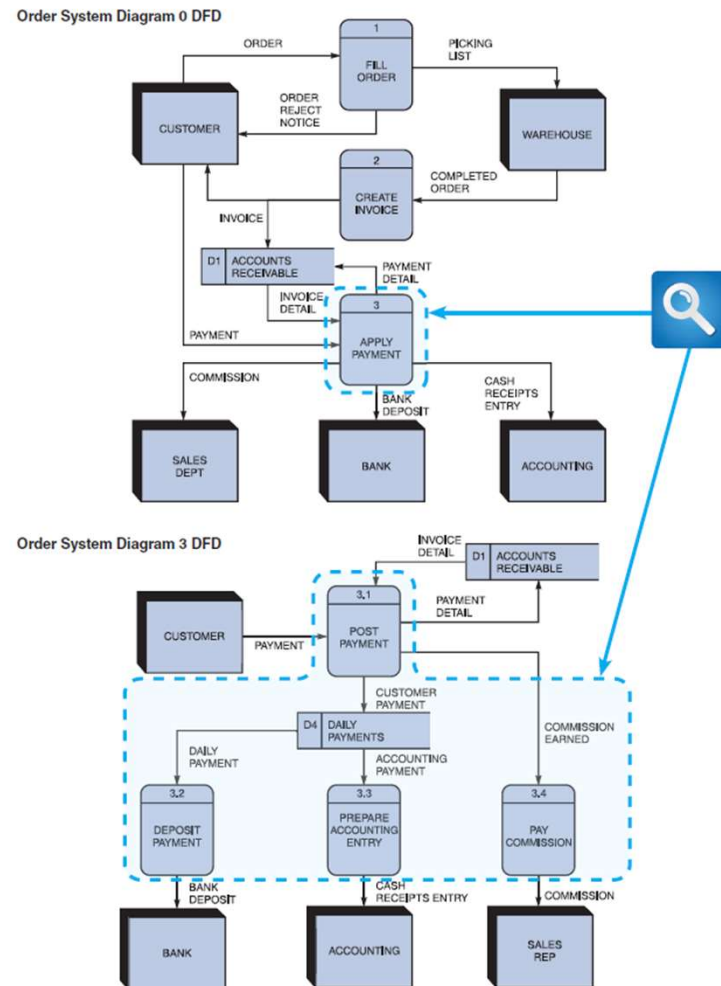 Order System Diagram 0 DFD
1
FILL
ORDER
ORDER
PICKING
LIST
ORDER
REJECT
NOTICE
CUSTOMER
WAREHOUSE
2
CREATE
INVOICE
COMPLETED
ORDER
INVOICE
D1 ACCOUNTS
RECEIVABLE
PAYMENT
DETAIL
INVOICE
DETAIL
3
APPLY
PAYMENT
PAYMENT
COMMISSION
BANK
DEPOSIT
CASH
RECEIPTS
ENTRY
SALES
DEPT
BANK
ACCOUNTING
Order System Diagram 3 DFD
INVOICE
DETAIL
D1 ACCOUNTS
RECEIVABLE
CUSTOMER
PAYMENT
3.1
POST
PAYMENT
PAYMENT
DETAIL
CUSTOMER
PAYMENT
D4 DAILY
PAYMENTS
COMMISSION
EARNED
DAILY
PAYMENT
ACCOUNTING
PAYMENT
3.2
DEPOSIT
PAYMENT
3.3
PREPARE
ACCOUNTING
ENTRY
3.4
PAY
COMMISSION
BANK
DEPOSIT
CASH
RECEIPTS ENTRY
COMMISSION
BANK
ACCOUNTING
SALES
REP